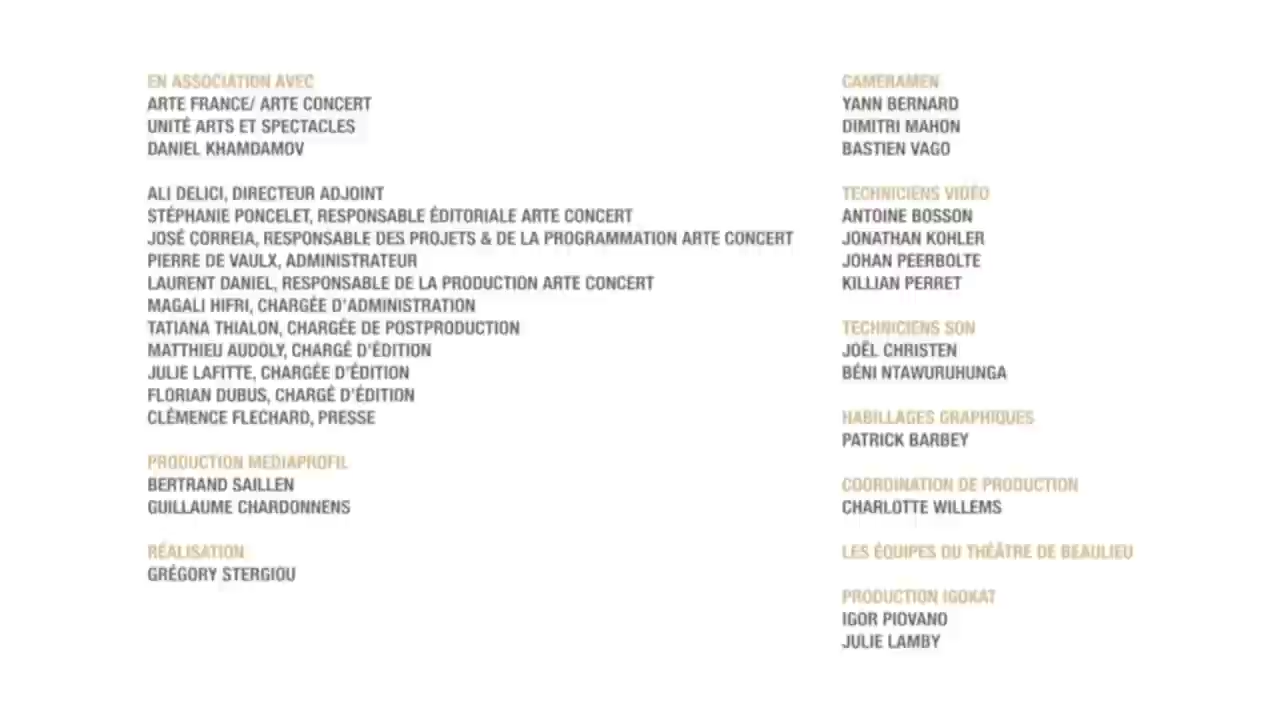 EN ASSOCIATION AVEC
ARTE FRANCE/ ARTE CONCERT
UNITÉ ARTS ET SPECTACLES
DANIEL KHAMDAMOV
ALI DELICI, DIRECTEUR ADJOINT
STÉPHANIE PONCELET, RESPONSABLE ÉDITORIALE ARTE CONCERT
JOSÉ CORREIA, RESPONSABLE DES PROJETS & DE LA PROGRAMMATION ARTE CONCERT
PIERRE DE VAULX, ADMINISTRATEUR
LAURENT DANIEL, RESPONSABLE DE LA PRODUCTION ARTE CONCERT
MAGALI HIFRI, CHARGÉE D'ADMINISTRATION
TATIANA THIALON, CHARGÉE DE POSTPRODUCTION
MATTHIEU AUDOLY, CHARGÉ D'ÉDITION
JULIE LAFITTE, CHARGÉE D'ÉDITION
FLORIAN DUBUS, CHARGÉ D'ÉDITION
CLÉMENCE FLECHARD, PRESSE
PRODUCTION MEDIAPROFIL
BERTRAND SAILLEN
GUILLAUME CHARDONNENS
RÉALISATION
GRÉGORY STERGIOU
CAMERAMEN
YANN BERNARD
DIMITRI MAHON
BASTIEN VAGO
TECHNICIENS VIDÉO
ANTOINE BOSSON
JONATHAN KOHLER
JOHAN PEERBOLTE
KILLIAN PERRET
TECHNICIENS SON
JOËL CHRISTEN
BÉNI NTAWURUHUNGA
HABILLAGES GRAPHIQUES
PATRICK BARBEY
COORDINATION DE PRODUCTION
CHARLOTTE WILLEMS
LES ÉQUIPES DU THÉÂTRE DE BEAULIEU
PRODUCTION IGOKAT
IGOR PIOVANO
JULIE LAMBY